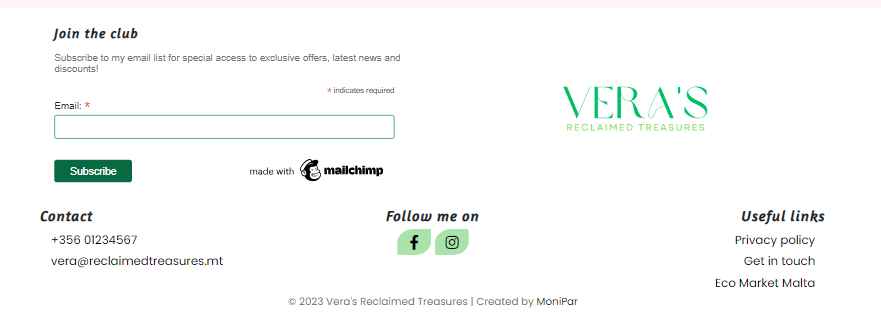 Join the club
Subscribe to my email list for special access to exclusive offers, latest news and
discounts!
* indicates required
Email: *
Subscribe
made with mailchimp
VERA'S
RECLAIMED TREASURES
Contact
+356 01234567
vera@reclaimedtreasures.mt
Follow me on
Useful links
Privacy policy
Get in touch
Eco Market Malta
© 2023 Vera's Reclaimed Treasures | Created by MoniPar